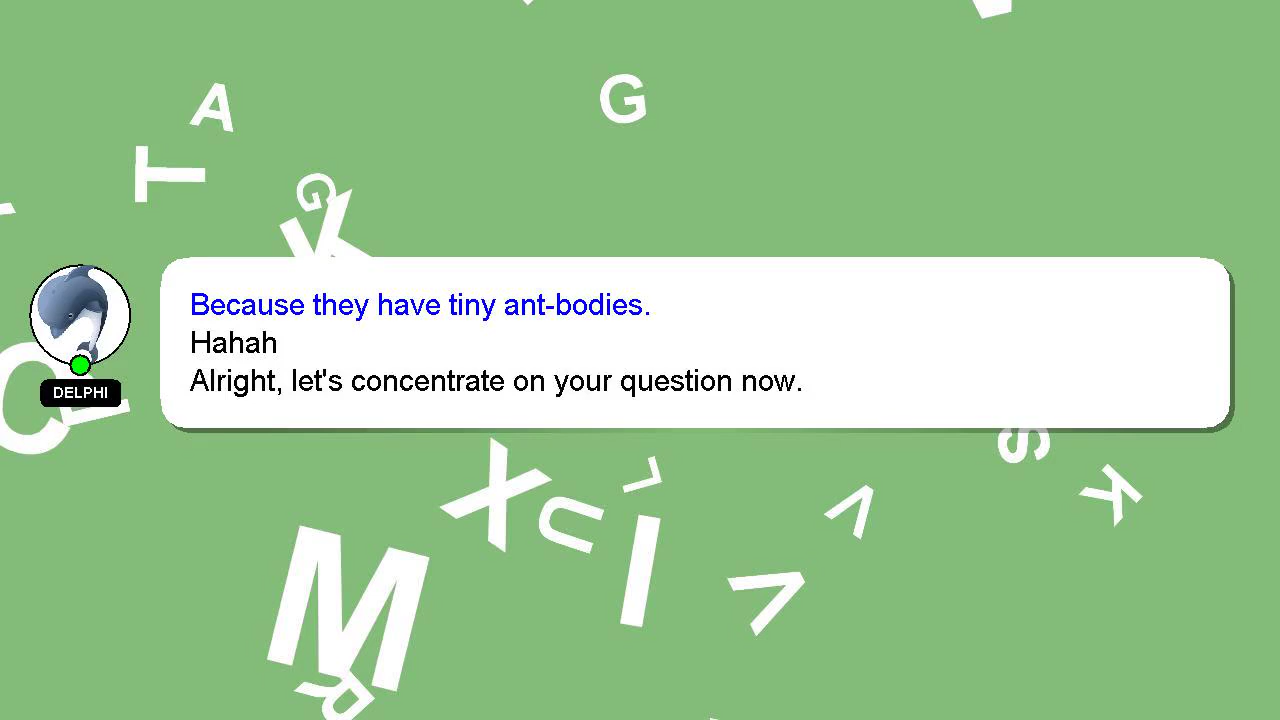 A
G
T
G
K
Because they have tiny ant-bodies.
Hahah
Alright, let's concentrate on your question now.
DELPHI
C
L
S
X
L
K
U
V
I
M
V
R